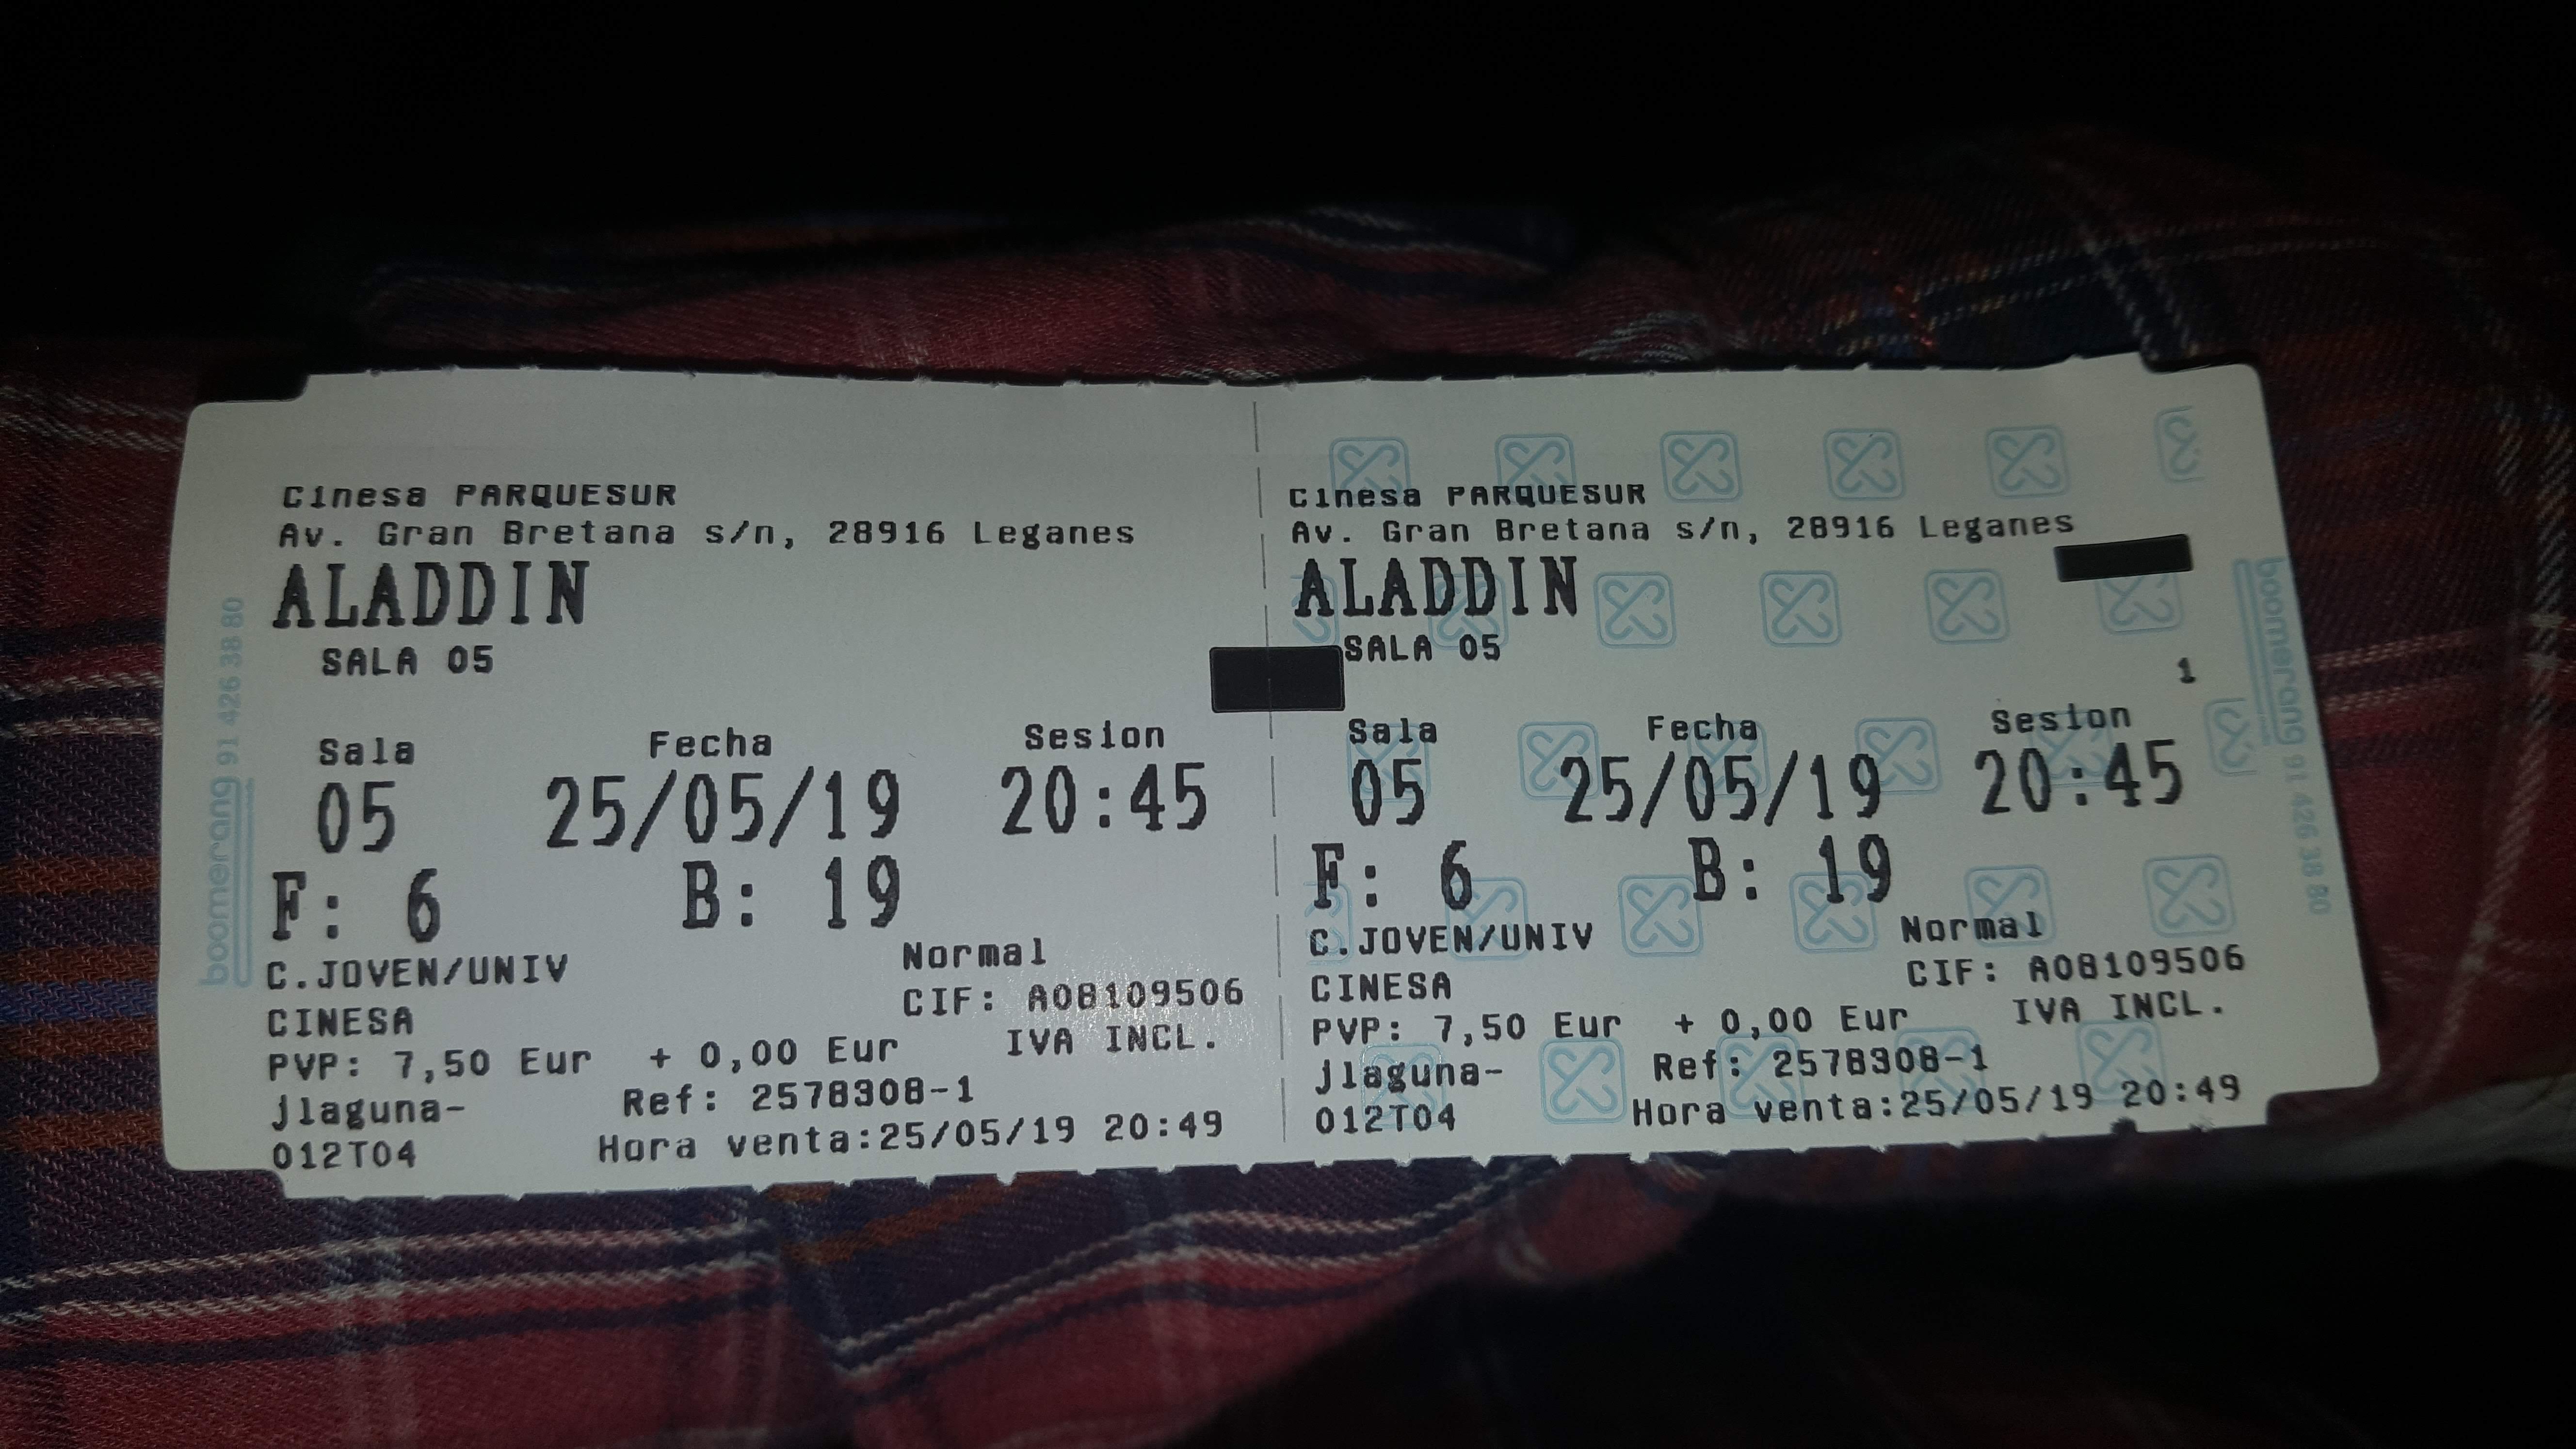 Cinesa PARQUESUR
Av. Gran Bretana s/n, 28916 Leganes
ALADDIN
SALA 05
Sala Fecha Sesion
05 25/05/19 20:45
F: 6 B: 19
C.JOVEN/UNIV Normal
CINESA CIF: A08109506
PVP: 7,50 Eur + 0,00 Eur IVA INCL.
jlaguna- Ref: 2578308-1
012T04 Hora venta:25/05/19 20:49
boomerang 91 426 38 80
Cinesa PARQUESUR
Av. Gran Bretana s/n, 28916 Leganes
ALADDIN
SALA 05
1
Sala Fecha Sesion
05 25/05/19 20:45
F: 6 B: 19
C.JOVEN/UNIV Normal
CINESA CIF: A08109506
PVP: 7,50 Eur + 0,00 Eur IVA INCL.
jlaguna- Ref: 2578308-1
012T04 Hora venta:25/05/19 20:49
boomerang 91 426 38 80